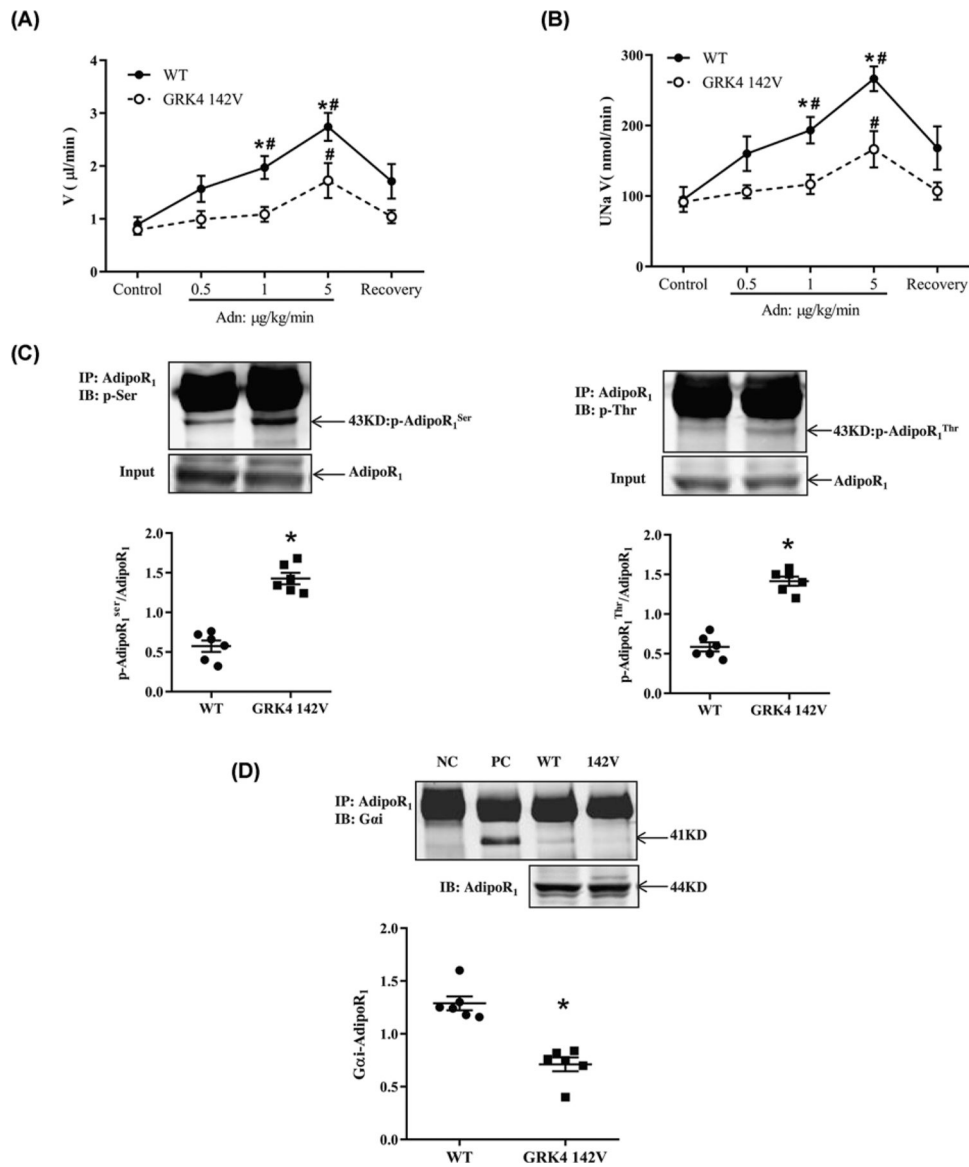 (A)
V ( µl/min )
4
3
2
1
0
WT
GRK4 142V
*#
*#
#
Control 0.5 1 5 Recovery
Adn: µg/kg/min
(B)
UNa V( nmol/min )
300
200
100
0
WT
GRK4 142V
*#
*#
#
Control 0.5 1 5 Recovery
Adn: µg/kg/min
(C)
IP: AdipoR1
IB: p-Ser
43KD:p-AdipoR1Ser
Input
AdipoR1
p-AdipoR1ser/AdipoR1
2.0
1.5
1.0
0.5
0.0
*
WT GRK4 142V
IP: AdipoR1
IB: p-Thr
43KD:p-AdipoR1Thr
Input
AdipoR1
p-AdipoR1Thr/AdipoR1
2.0
1.5
1.0
0.5
0.0
*
WT GRK4 142V
(D)
NC PC WT 142V
IP: AdipoR1
IB: Gαi
41KD
IB: AdipoR1
44KD
Gαi-AdipoR1
2.0
1.5
1.0
0.5
0.0
*
WT GRK4 142V